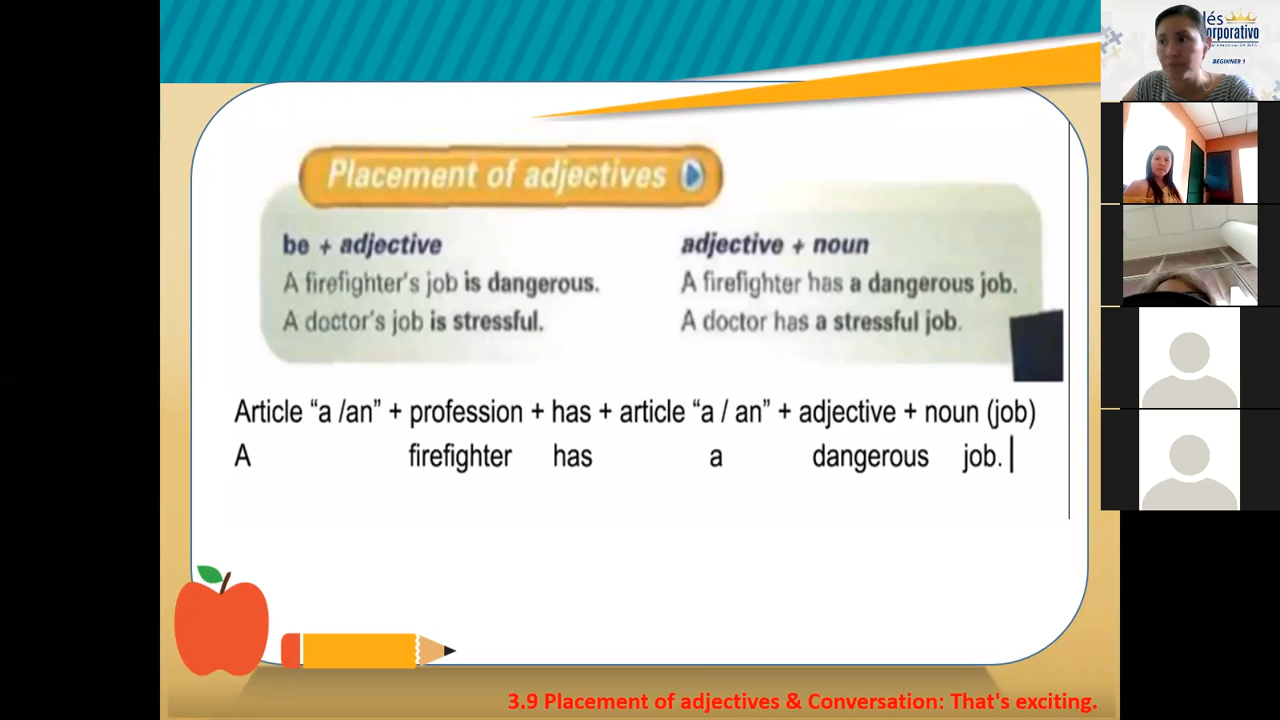 Placement of adjectives
be + adjective
A firefighter's job is dangerous.
A doctor's job is stressful.
adjective + noun
A firefighter has a dangerous job.
A doctor has a stressful job.
Article “a /an” + profession + has + article “a / an” + adjective + noun (job)
A firefighter has a dangerous job.
3.9 Placement of adjectives & Conversation: That's exciting.
BEGINNER 1